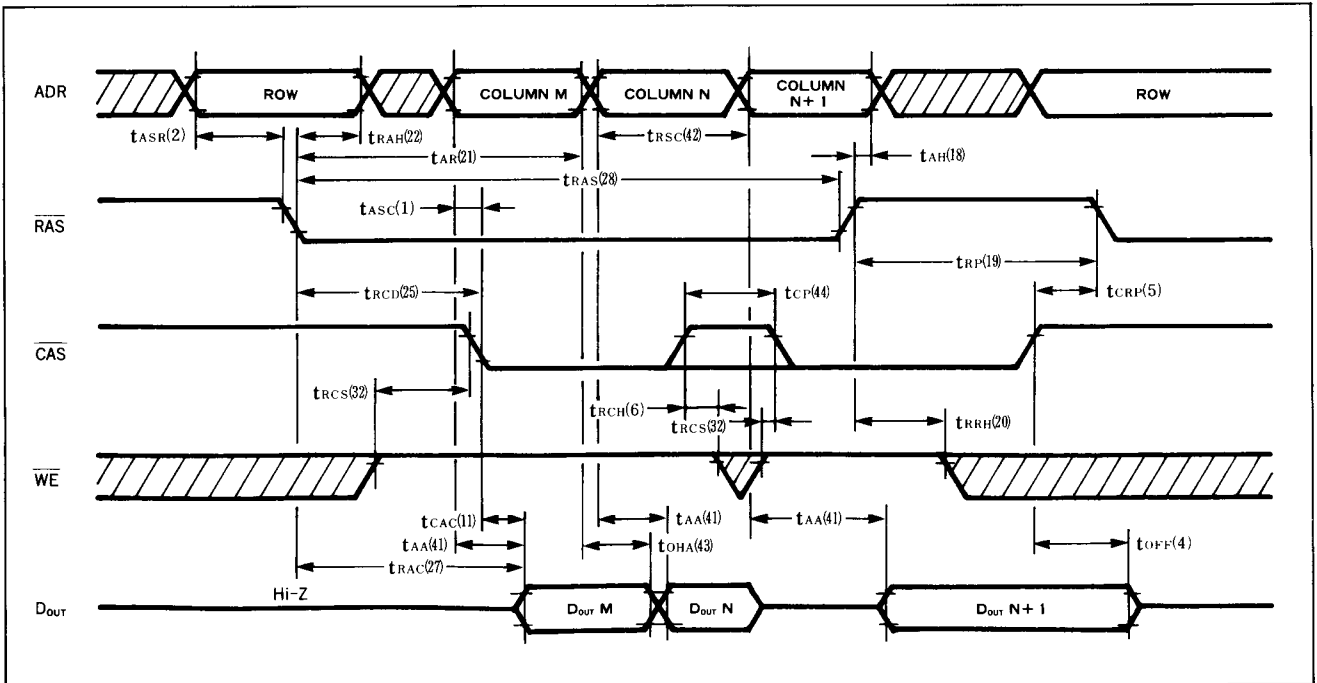 ADR
ROW
COLUMN M
COLUMN N
COLUMN N+1
ROW
tASR(2)
tRAH(22)
tRSC(42)
tAR(21)
tAH(18)
tRAS(28)
RAS
tASC(1)
tRP(19)
tRCD(25)
tCP(44)
tCRP(5)
CAS
tRCS(32)
tRCH(6)
tRCS(32)
tRRH(20)
WE
tCAC(11)
tAA(41)
tAA(41)
tAA(41)
tOHA(43)
tOFF(4)
tRAC(27)
Hi-Z
DOUT
DOUT M
DOUT N
DOUT N+1